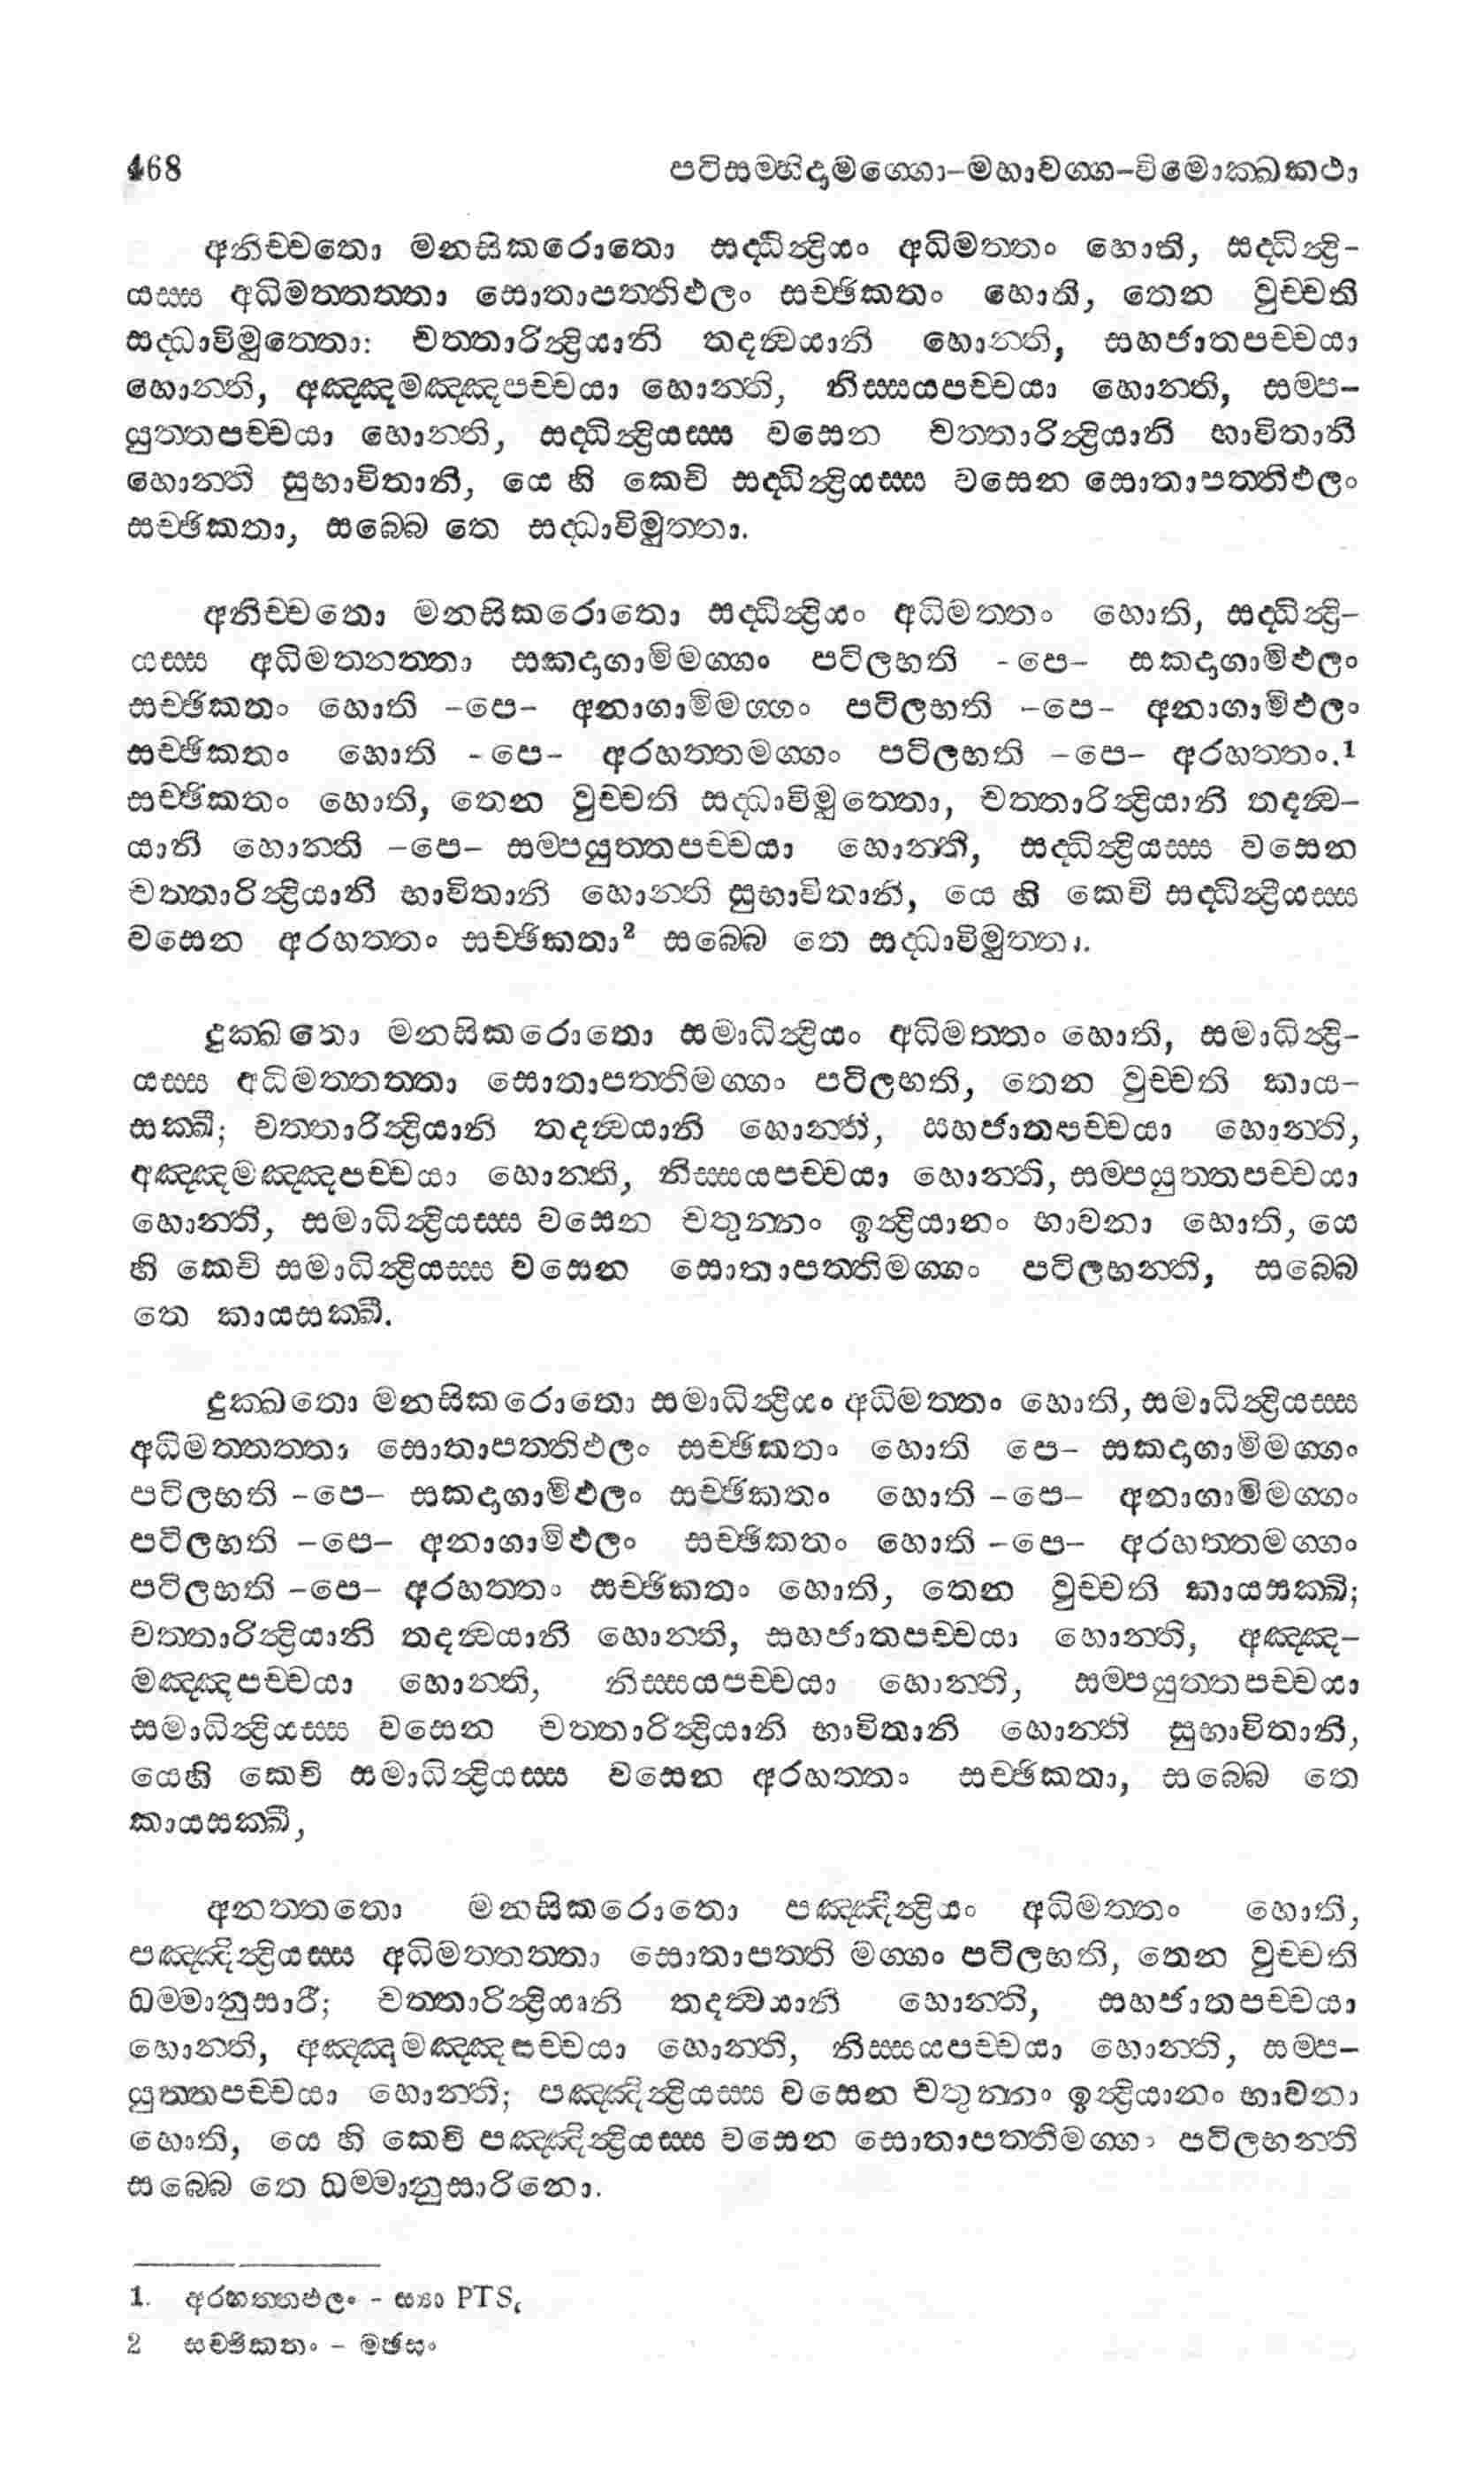 468 පටිසම්භිදාමග්ගො-මහාවග්ග-විමොක්ඛකථා
අනිච්චතො මනසිකරොතො සද්ධින්ද්‍රියං අධිමත්තං හොති, සද්ධින්ද්‍රි-
යස්ස අධිමත්තත්තා සොතාපත්තිඵලං සච්ඡිකතං හොති, තෙන වුච්චති
සද්ධාවිමුත්තො: චත්තාරින්ද්‍රියානි තදන්වයානි හොන්ති, සහජාතපච්චයා
හොන්ති, අඤ්ඤමඤ්ඤපච්චයා හොන්ති, නිස්සයපච්චයා හොන්ති, සම්ප-
යුත්තපච්චයා හොන්ති, සද්ධින්ද්‍රියස්ස වසෙන චත්තාරින්ද්‍රියානි භාවිතානි
හොන්ති සුභාවිතානි, යෙ හි කෙචි සද්ධින්ද්‍රියස්ස වසෙන සොතාපත්තිඵලං
සච්ඡිකතා, සබ්බෙ තෙ සද්ධාවිමුත්තා.
අනිච්චතො මනසිකරොතො සද්ධින්ද්‍රියං අධිමත්තං හොති, සද්ධින්ද්‍රි-
යස්ස අධිමත්තත්තා සකදාගාමිමග්ගං පටිලභති -පෙ- සකදාගාමිඵලං
සච්ඡිකතං හොති -පෙ- අනාගාමිමග්ගං පටිලභති -පෙ- අනාගාමිඵලං
සච්ඡිකතං හොති -පෙ- අරහත්තමග්ගං පටිලභති -පෙ- අරහත්තං.1
සච්ඡිකතං හොති, තෙන වුච්චති සද්ධාවිමුත්තො, චත්තාරින්ද්‍රියානි තදන්ව-
යානි හොන්ති -පෙ- සම්පයුත්තපච්චයා හොන්ති, සද්ධින්ද්‍රියස්ස වසෙන
චත්තාරින්ද්‍රියානි භාවිතානි හොන්ති සුභාවිතානි, යෙ හි කෙචි සද්ධින්ද්‍රියස්ස
වසෙන අරහත්තං සච්ඡිකතා2 සබ්බෙ තෙ සද්ධාවිමුත්තා.
දුක්ඛතො මනසිකරොතො සමාධින්ද්‍රියං අධිමත්තං හොති, සමාධින්ද්‍රි-
යස්ස අධිමත්තත්තා සොතාපත්තිමග්ගං පටිලභති, තෙන වුච්චති කාය-
සක්ඛී; චත්තාරින්ද්‍රියානි තදන්වයානි හොන්ති, සහජාතපච්චයා හොන්ති,
අඤ්ඤමඤ්ඤපච්චයා හොන්ති, නිස්සයපච්චයා හොන්ති, සම්පයුත්තපච්චයා
හොන්ති, සමාධින්ද්‍රියස්ස වසෙන චතුන්නං ඉන්ද්‍රියානං භාවනා හොති, යෙ
හි කෙචි සමාධින්ද්‍රියස්ස වසෙන සොතාපත්තිමග්ගං පටිලභන්ති, සබ්බෙ
තෙ කායසක්ඛී.
දුක්ඛතො මනසිකරොතො සමාධින්ද්‍රියං අධිමත්තං හොති, සමාධින්ද්‍රියස්ස
අධිමත්තත්තා සොතාපත්තිඵලං සච්ඡිකතං හොති පෙ- සකදාගාමිමග්ගං
පටිලභති -පෙ- සකදාගාමිඵලං සච්ඡිකතං හොති -පෙ- අනාගාමිමග්ගං
පටිලභති -පෙ- අනාගාමිඵලං සච්ඡිකතං හොති -පෙ- අරහත්තමග්ගං
පටිලභති -පෙ- අරහත්තං සච්ඡිකතං හොති, තෙන වුච්චති කායසක්ඛි;
චත්තාරින්ද්‍රියානි තදන්වයානි හොන්ති, සහජාතපච්චයා හොන්ති, අඤ්ඤ-
මඤ්ඤපච්චයා හොන්ති, නිස්සයපච්චයා හොන්ති, සම්පයුත්තපච්චයා
සමාධින්ද්‍රියස්ස වසෙන චත්තාරින්ද්‍රියානි භාවිතානි හොන්ති සුභාවිතානි,
යෙහි කෙචි සමාධින්ද්‍රියස්ස වසෙන අරහත්තං සච්ඡිකතා, සබ්බෙ තෙ
කායසක්ඛී,
අනත්තතො මනසිකරොතො පඤ්ඤින්ද්‍රියං අධිමත්තං හොති,
පඤ්ඤින්ද්‍රියස්ස අධිමත්තත්තා සොතාපත්ති මග්ගං පටිලභති, තෙන වුච්චති
ධම්මානුසාරී; චත්තාරින්ද්‍රියානි තදන්වයානි හොන්ති, සහජාතපච්චයා
හොන්ති, අඤ්ඤමඤ්ඤපච්චයා හොන්ති, නිස්සයපච්චයා හොන්ති, සම්ප-
යුත්තපච්චයා හොන්ති; පඤ්ඤින්ද්‍රියස්ස වසෙන චතුන්නං ඉන්ද්‍රියානං භාවනා
හොති, යෙ හි කෙචි පඤ්ඤින්ද්‍රියස්ස වසෙන සොතාපත්තිමග්ගං පටිලභන්ති
සබ්බෙ තෙ ධම්මානුසාරිනො.
1. අරහත්තඵලං - ස්‍යා PTS.
2 සච්ඡිකතං - මඡසං